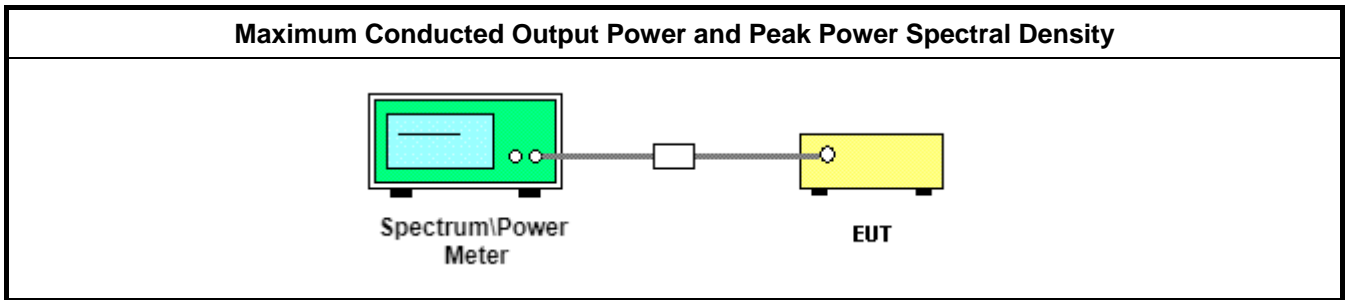 Maximum Conducted Output Power and Peak Power Spectral Density
Spectrum\Power
Meter
EUT